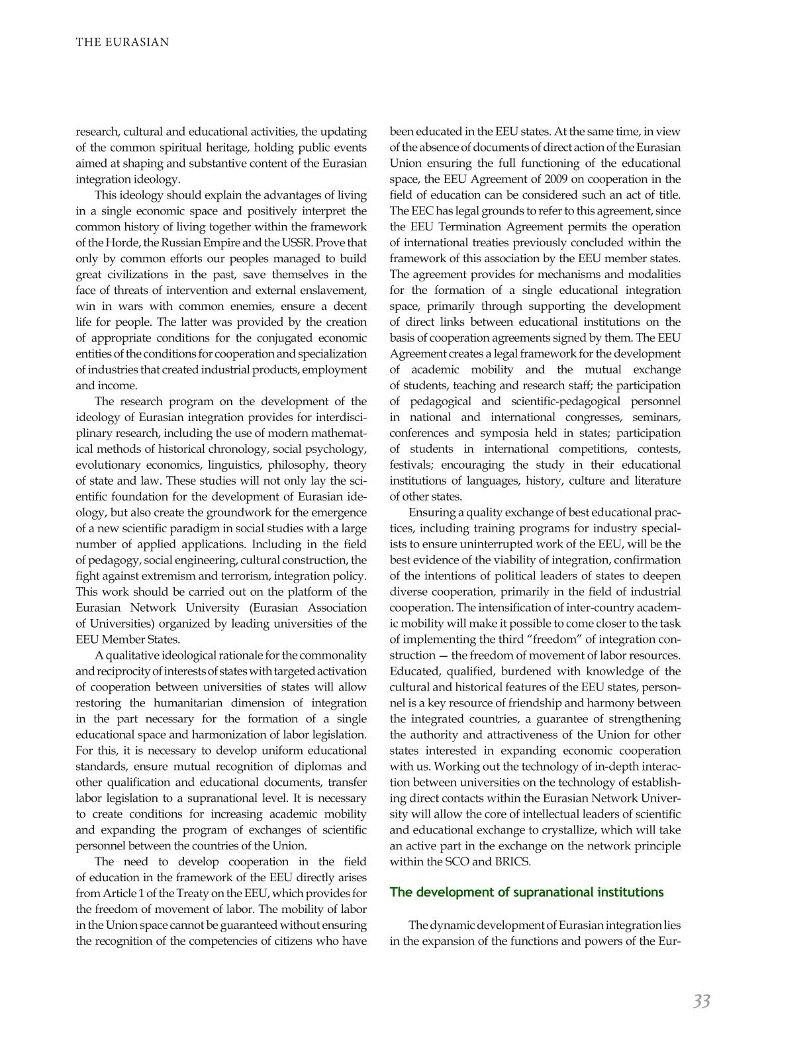 THE EURASIAN
research, cultural and educational activities, the updating
of the common spiritual heritage, holding public events
aimed at shaping and substantive content of the Eurasian
integration ideology.
This ideology should explain the advantages of living
in a single economic space and positively interpret the
common history of living together within the framework
of the Horde, the Russian Empire and the USSR. Prove that
only by common efforts our peoples managed to build
great civilizations in the past, save themselves in the
face of threats of intervention and external enslavement,
win in wars with common enemies, ensure a decent
life for people. The latter was provided by the creation
of appropriate conditions for the conjugated economic
entities of the conditions for cooperation and specialization
of industries that created industrial products, employment
and income.
The research program on the development of the
ideology of Eurasian integration provides for interdisci-
plinary research, including the use of modern mathemat-
ical methods of historical chronology, social psychology,
evolutionary economics, linguistics, philosophy, theory
of state and law. These studies will not only lay the sci-
entific foundation for the development of Eurasian ide-
ology, but also create the groundwork for the emergence
of a new scientific paradigm in social studies with a large
number of applied applications. Including in the field
of pedagogy, social engineering, cultural construction, the
fight against extremism and terrorism, integration policy.
This work should be carried out on the platform of the
Eurasian Network University (Eurasian Association
of Universities) organized by leading universities of the
EEU Member States.
A qualitative ideological rationale for the commonality
and reciprocity of interests of states with targeted activation
of cooperation between universities of states will allow
restoring the humanitarian dimension of integration
in the part necessary for the formation of a single
educational space and harmonization of labor legislation.
For this, it is necessary to develop uniform educational
standards, ensure mutual recognition of diplomas and
other qualification and educational documents, transfer
labor legislation to a supranational level. It is necessary
to create conditions for increasing academic mobility
and expanding the program of exchanges of scientific
personnel between the countries of the Union.
The need to develop cooperation in the field
of education in the framework of the EEU directly arises
from Article 1 of the Treaty on the EEU, which provides for
the freedom of movement of labor. The mobility of labor
in the Union space cannot be guaranteed without ensuring
the recognition of the competencies of citizens who have
been educated in the EEU states. At the same time, in view
of the absence of documents of direct action of the Eurasian
Union ensuring the full functioning of the educational
space, the EEU Agreement of 2009 on cooperation in the
field of education can be considered such an act of title.
The EEC has legal grounds to refer to this agreement, since
the EEU Termination Agreement permits the operation
of international treaties previously concluded within the
framework of this association by the EEU member states.
The agreement provides for mechanisms and modalities
for the formation of a single educational integration
space, primarily through supporting the development
of direct links between educational institutions on the
basis of cooperation agreements signed by them. The EEU
Agreement creates a legal framework for the development
of academic mobility and the mutual exchange
of students, teaching and research staff; the participation
of pedagogical and scientific-pedagogical personnel
in national and international congresses, seminars,
conferences and symposia held in states; participation
of students in international competitions, contests,
festivals; encouraging the study in their educational
institutions of languages, history, culture and literature
of other states.
Ensuring a quality exchange of best educational prac-
tices, including training programs for industry special-
ists to ensure uninterrupted work of the EEU, will be the
best evidence of the viability of integration, confirmation
of the intentions of political leaders of states to deepen
diverse cooperation, primarily in the field of industrial
cooperation. The intensification of inter-country academ-
ic mobility will make it possible to come closer to the task
of implementing the third “freedom” of integration con-
struction — the freedom of movement of labor resources.
Educated, qualified, burdened with knowledge of the
cultural and historical features of the EEU states, person-
nel is a key resource of friendship and harmony between
the integrated countries, a guarantee of strengthening
the authority and attractiveness of the Union for other
states interested in expanding economic cooperation
with us. Working out the technology of in-depth interac-
tion between universities on the technology of establish-
ing direct contacts within the Eurasian Network Univer-
sity will allow the core of intellectual leaders of scientific
and educational exchange to crystallize, which will take
an active part in the exchange on the network principle
within the SCO and BRICS.
The development of supranational institutions
The dynamic development of Eurasian integration lies
in the expansion of the functions and powers of the Eur-
33